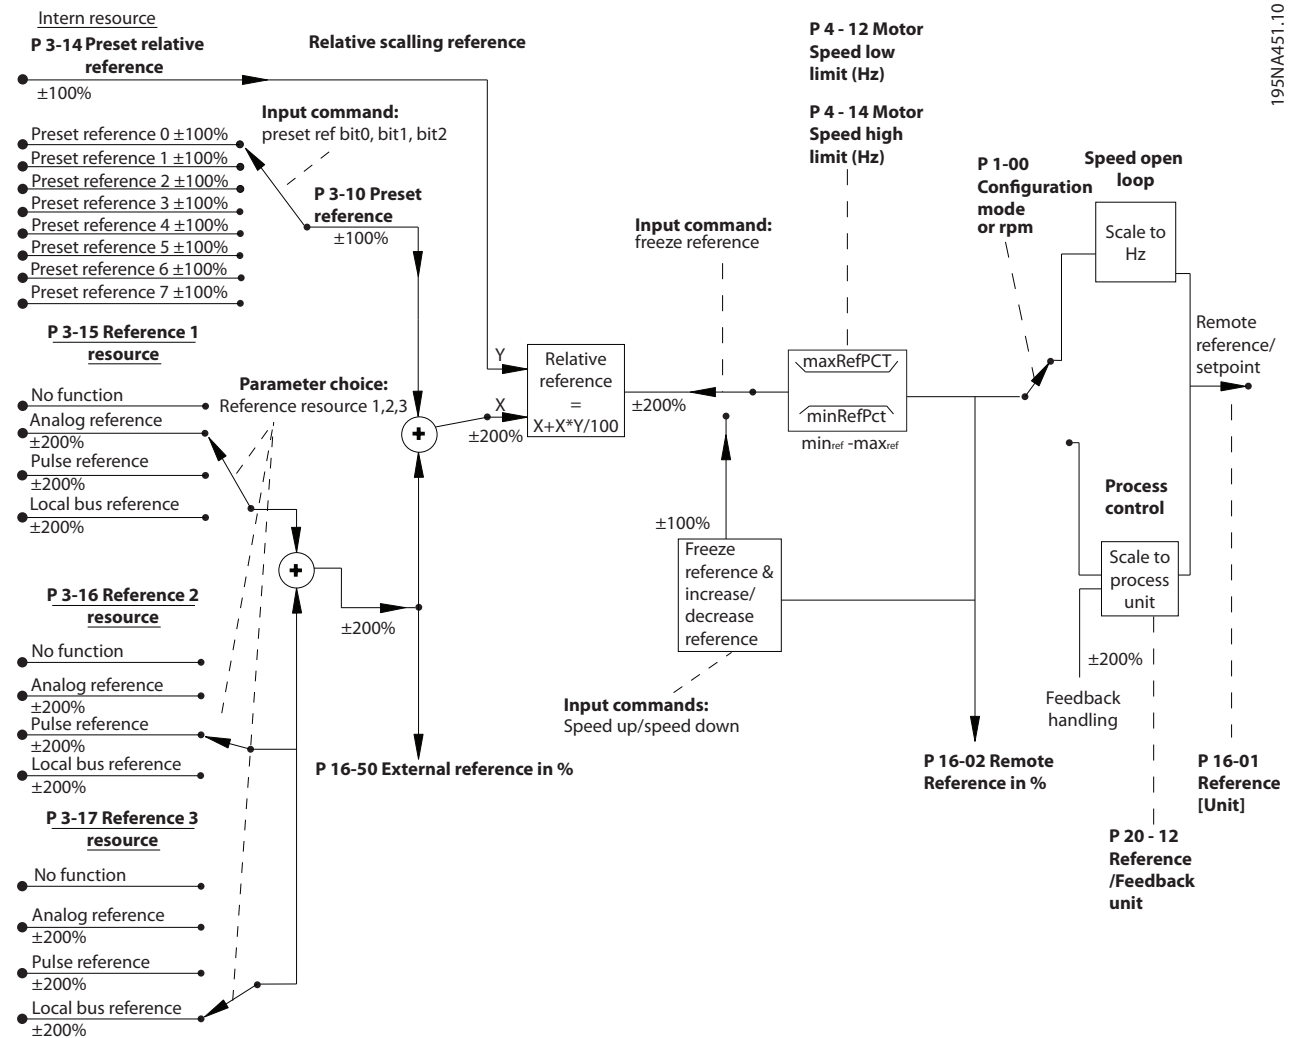 Intern resource
P 3-14 Preset relative
reference
±100%
Relative scalling reference
Input command:
preset ref bit0, bit1, bit2
Preset reference 0 ±100%
Preset reference 1 ±100%
Preset reference 2 ±100%
Preset reference 3 ±100%
Preset reference 4 ±100%
Preset reference 5 ±100%
Preset reference 6 ±100%
Preset reference 7 ±100%
P 3-10 Preset
reference
±100%
P 3-15 Reference 1
resource
No function
Analog reference
±200%
Pulse reference
±200%
Local bus reference
±200%
Parameter choice:
Reference resource 1,2,3
+
+
±200%
P 3-16 Reference 2
resource
No function
Analog reference
±200%
Pulse reference
±200%
Local bus reference
±200%
P 3-17 Reference 3
resource
No function
Analog reference
±200%
Pulse reference
±200%
Local bus reference
±200%
P 16-50 External reference in %
Y
X
±200%
Relative
reference
=
X+X*Y/100
±200%
Input command:
freeze reference
±100%
Freeze
reference &
increase/
decrease
reference
Input commands:
Speed up/speed down
P 4 - 12 Motor
Speed low
limit (Hz)
P 4 - 14 Motor
Speed high
limit (Hz)
maxRefPCT
minRefPct
minref -maxref
P 1-00
Configuration
mode
or rpm
Speed open
loop
Scale to
Hz
Remote
reference/
setpoint
Process
control
Scale to
process
unit
±200%
Feedback
handling
P 16-02 Remote
Reference in %
P 16-01
Reference
[Unit]
P 20 - 12
Reference
/Feedback
unit
195NA451.10